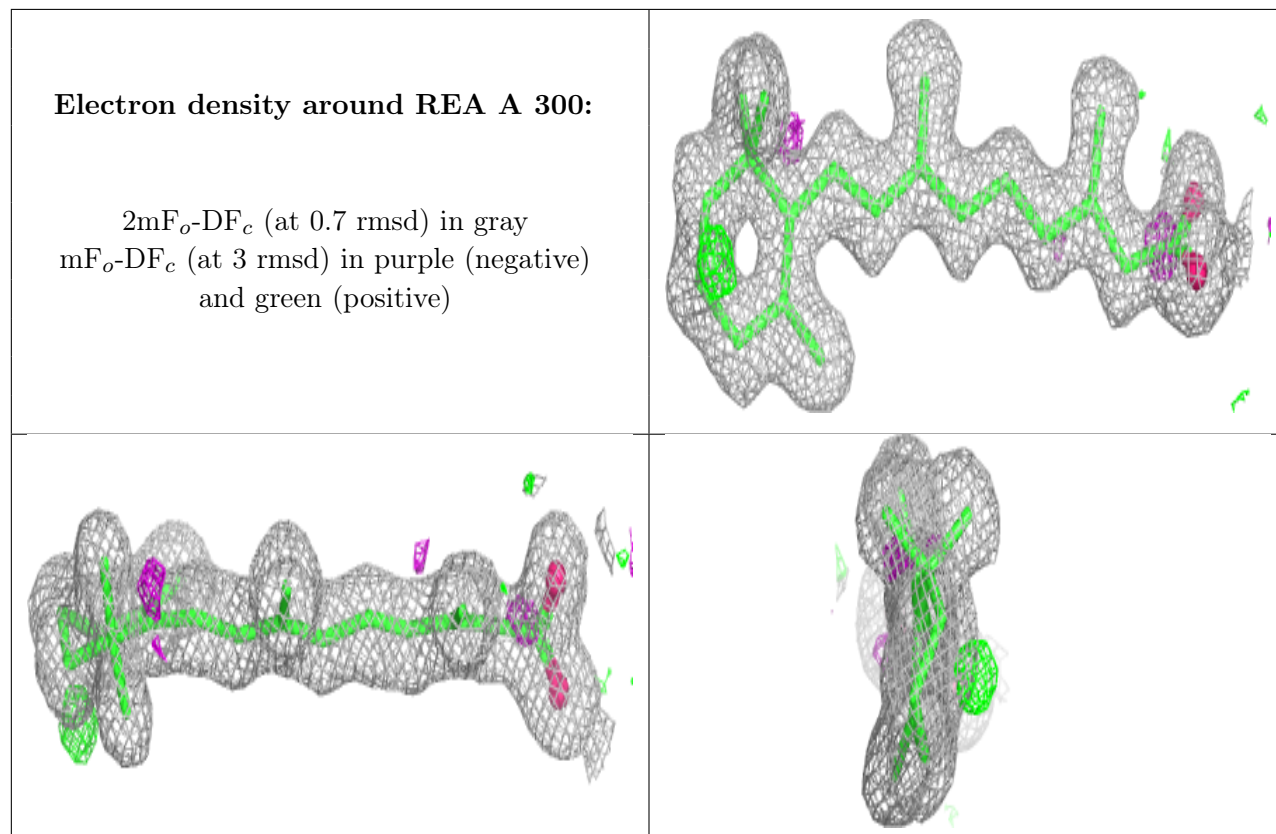 Electron density around REA A 300:
2mFₒ-DF𝒸 (at 0.7 rmsd) in gray
mFₒ-DF𝒸 (at 3 rmsd) in purple (negative)
and green (positive)